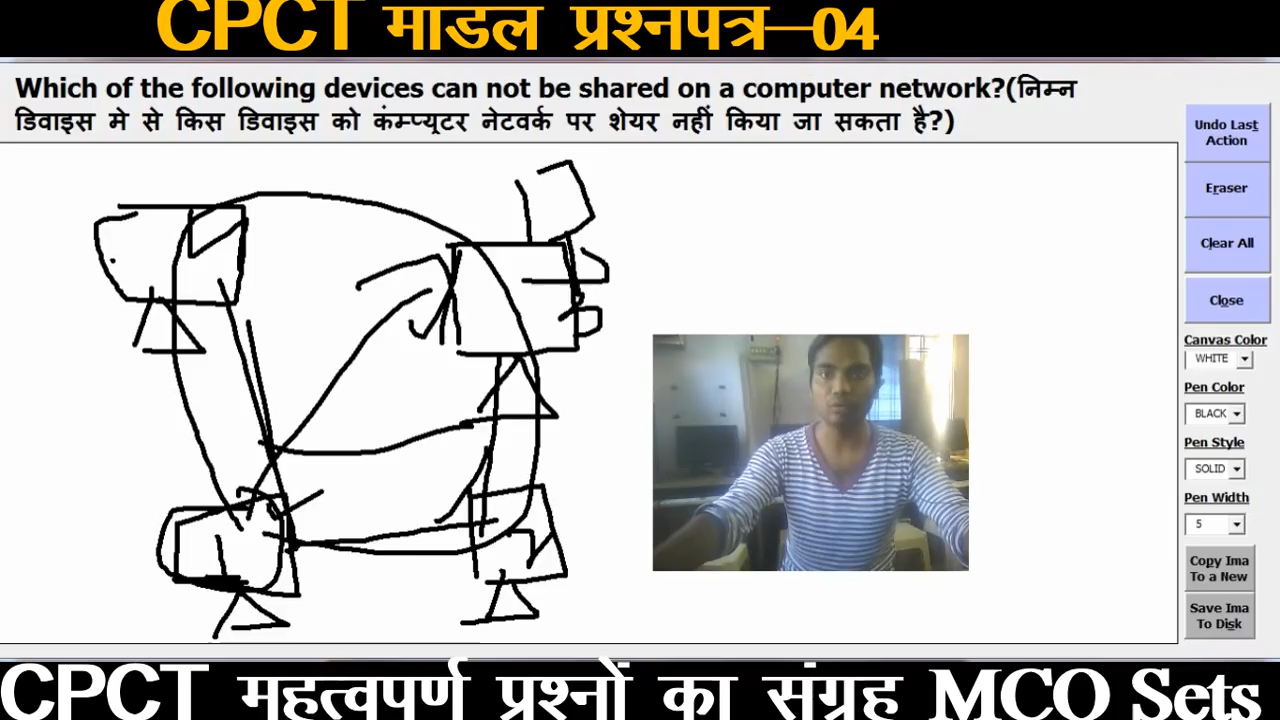 CPCT माडल प्रश्नपत्र—04
Which of the following devices can not be shared on a computer network?(निम्न
डिवाइस मे से किस डिवाइस को कंम्प्यूटर नेटवर्क पर शेयर नहीं किया जा सकता है?)
Undo Last
Action
Eraser
Clear All
Close
Canvas Color
WHITE
Pen Color
BLACK
Pen Style
SOLID
Pen Width
5
Copy Ima
To a New
Save Ima
To Disk
CPCT महत्वपर्ण प्रश्नों का संग्रह MCQ Sets